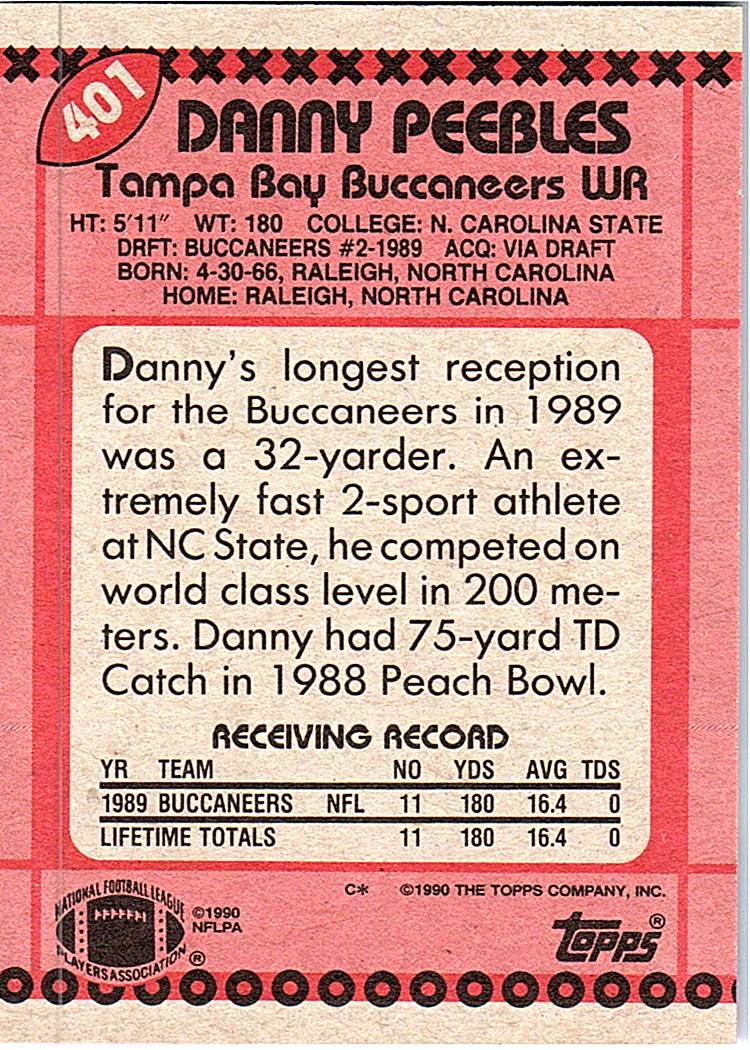 401
DANNY PEEBLES
Tampa Bay Buccaneers WR
HT: 5'11" WT: 180 COLLEGE: N. CAROLINA STATE
DRFT: BUCCANEERS #2-1989 ACQ: VIA DRAFT
BORN: 4-30-66, RALEIGH, NORTH CAROLINA
HOME: RALEIGH, NORTH CAROLINA
Danny's longest reception
for the Buccaneers in 1989
was a 32-yarder. An ex-
tremely fast 2-sport athlete
at NC State, he competed on
world class level in 200 me-
ters. Danny had 75-yard TD
Catch in 1988 Peach Bowl.
RECEIVING RECORD
YR TEAM NO YDS AVG TDS
1989 BUCCANEERS NFL 11 180 16.4 0
LIFETIME TOTALS 11 180 16.4 0
C* ©1990 THE TOPPS COMPANY, INC.
NATIONAL FOOTBALL LEAGUE
PLAYERS ASSOCIATION ®
©1990
NFLPA
Topps®